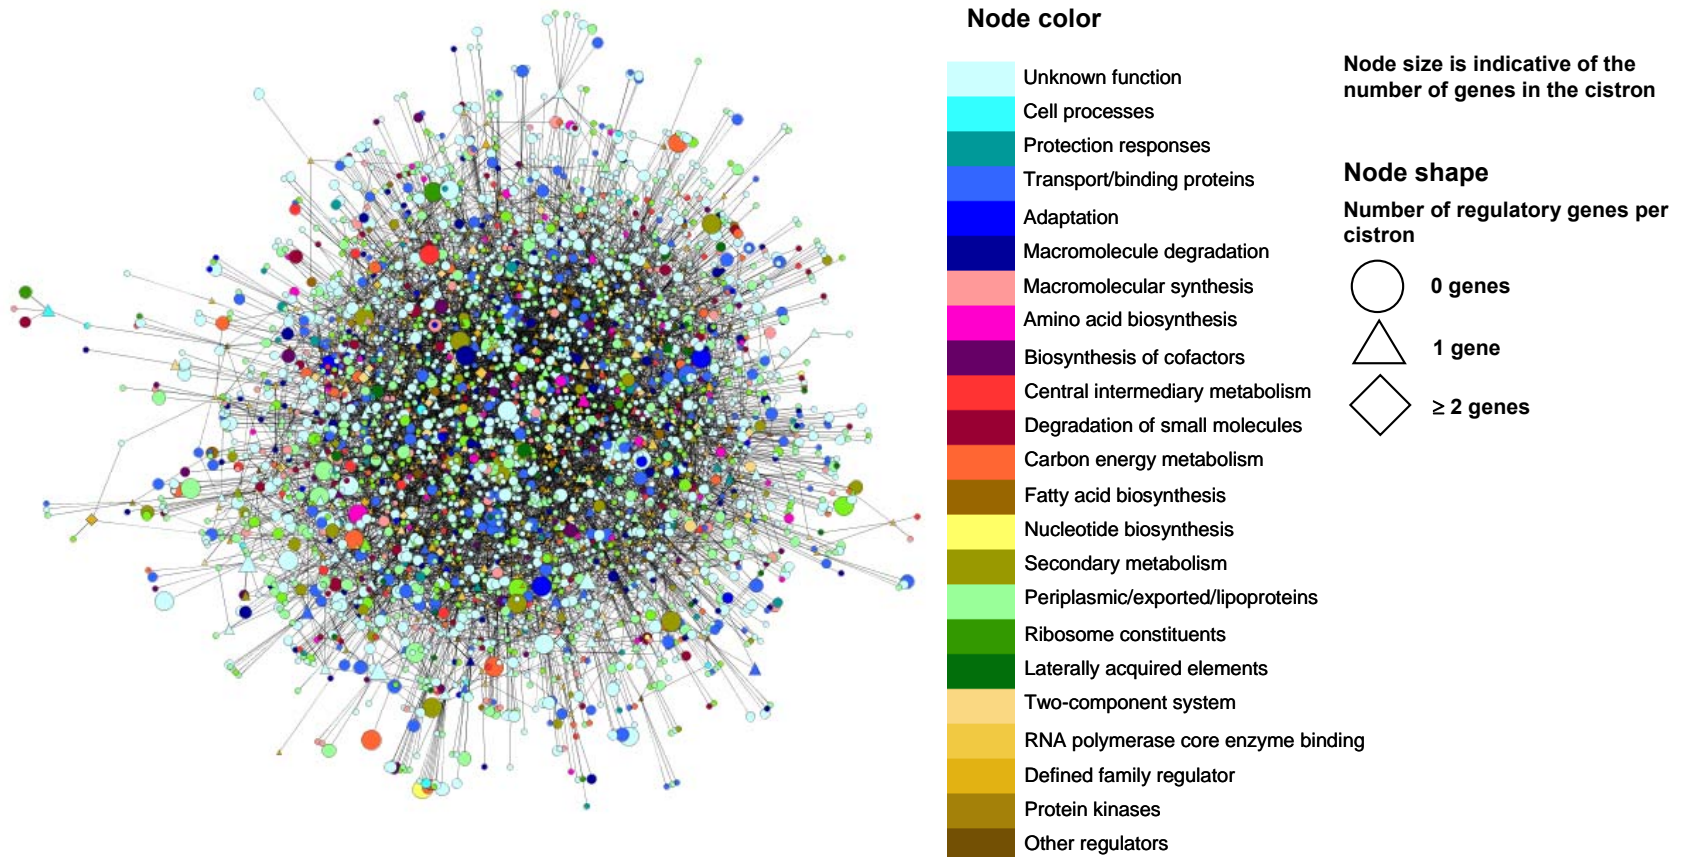 Node color
Unknown function
Cell processes
Protection responses
Transport/binding proteins
Adaptation
Macromolecule degradation
Macromolecular synthesis
Amino acid biosynthesis
Biosynthesis of cofactors
Central intermediary metabolism
Degradation of small molecules
Carbon energy metabolism
Fatty acid biosynthesis
Nucleotide biosynthesis
Secondary metabolism
Periplasmic/exported/lipoproteins
Ribosome constituents
Laterally acquired elements
Two-component system
RNA polymerase core enzyme binding
Defined family regulator
Protein kinases
Other regulators
Node size is indicative of the
number of genes in the cistron
Node shape
Number of regulatory genes per
cistron
0 genes
1 gene
≥ 2 genes